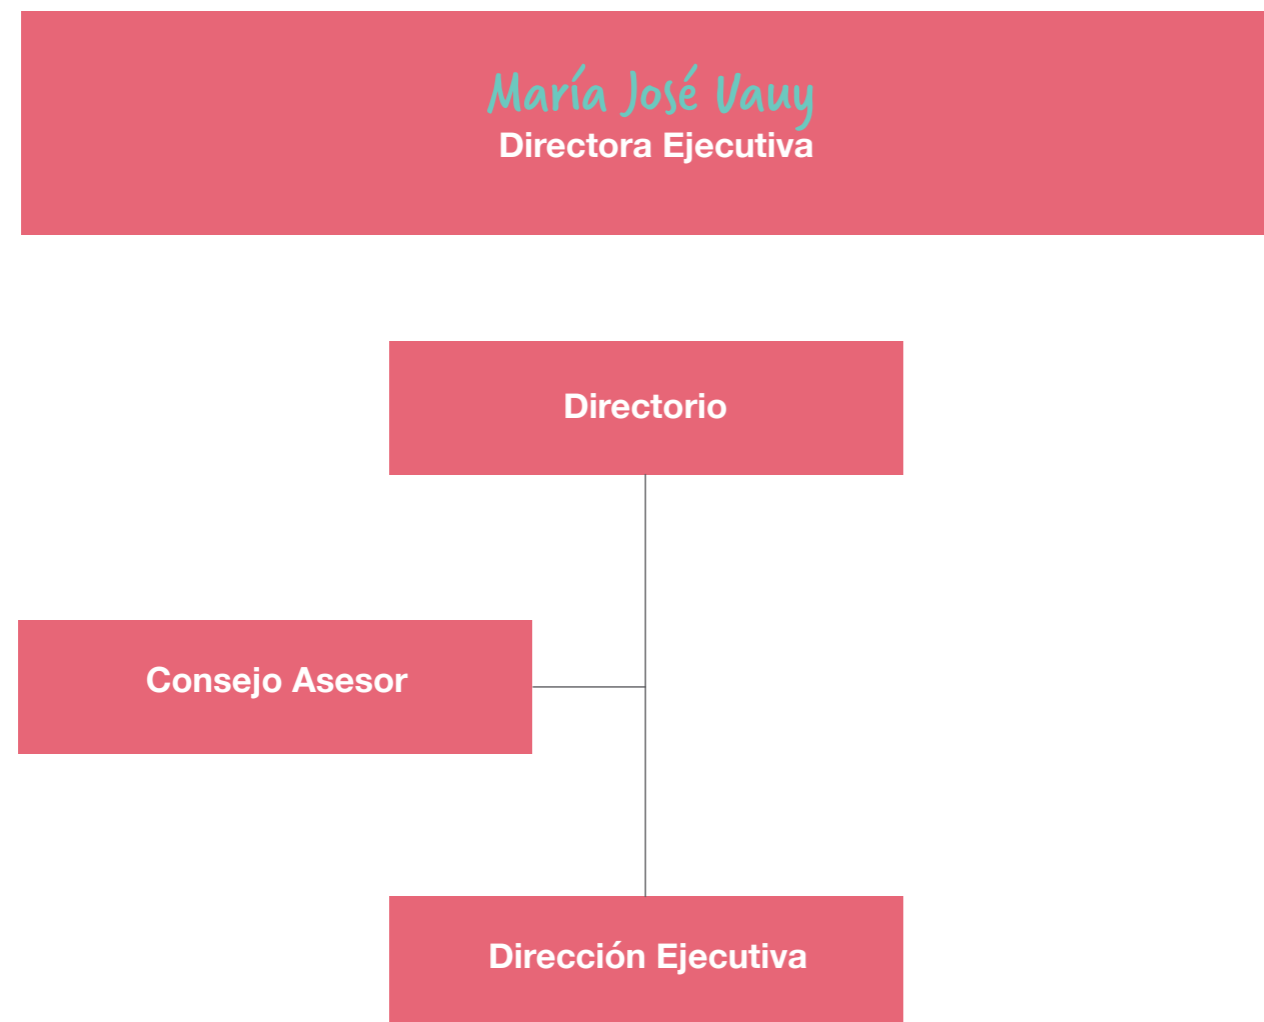 María José Vauy
Directora Ejecutiva
Directorio
Consejo Asesor
Dirección Ejecutiva